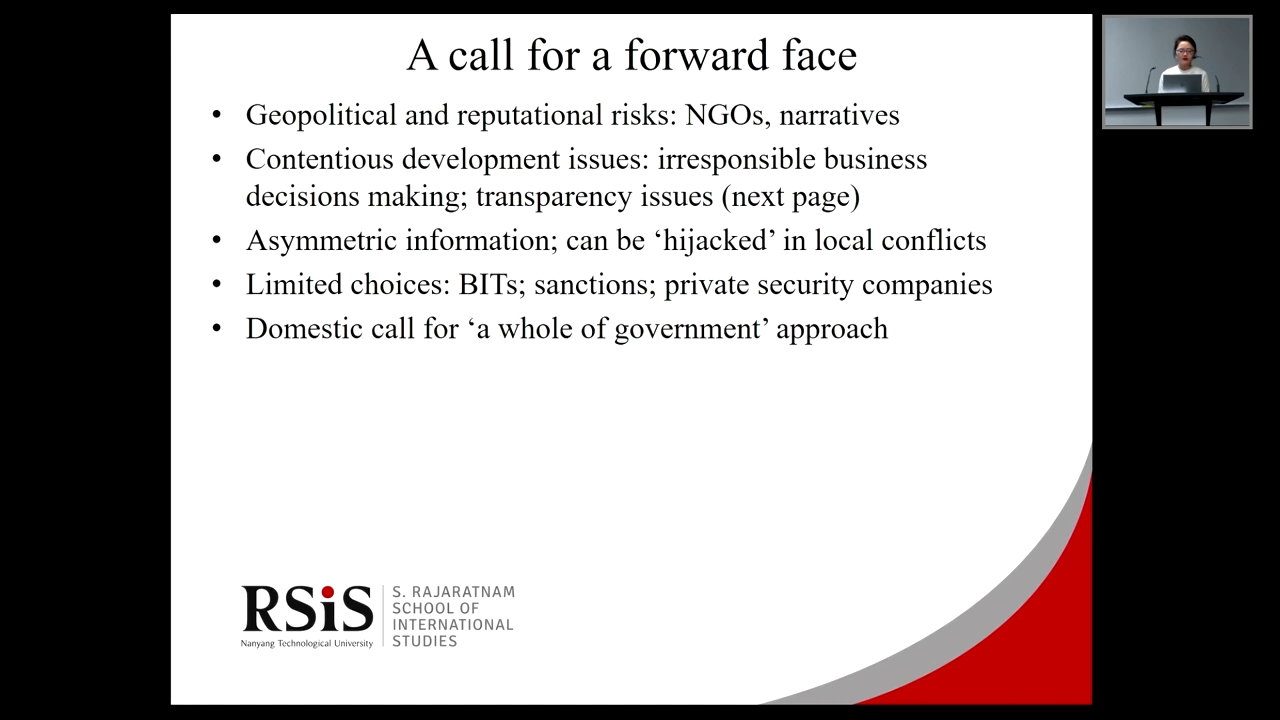 A call for a forward face
• Geopolitical and reputational risks: NGOs, narratives
• Contentious development issues: irresponsible business
decisions making; transparency issues (next page)
• Asymmetric information; can be ‘hijacked’ in local conflicts
• Limited choices: BITs; sanctions; private security companies
• Domestic call for ‘a whole of government’ approach
RSiS
Nanyang Technological University
S. RAJARATNAM
SCHOOL OF
INTERNATIONAL
STUDIES